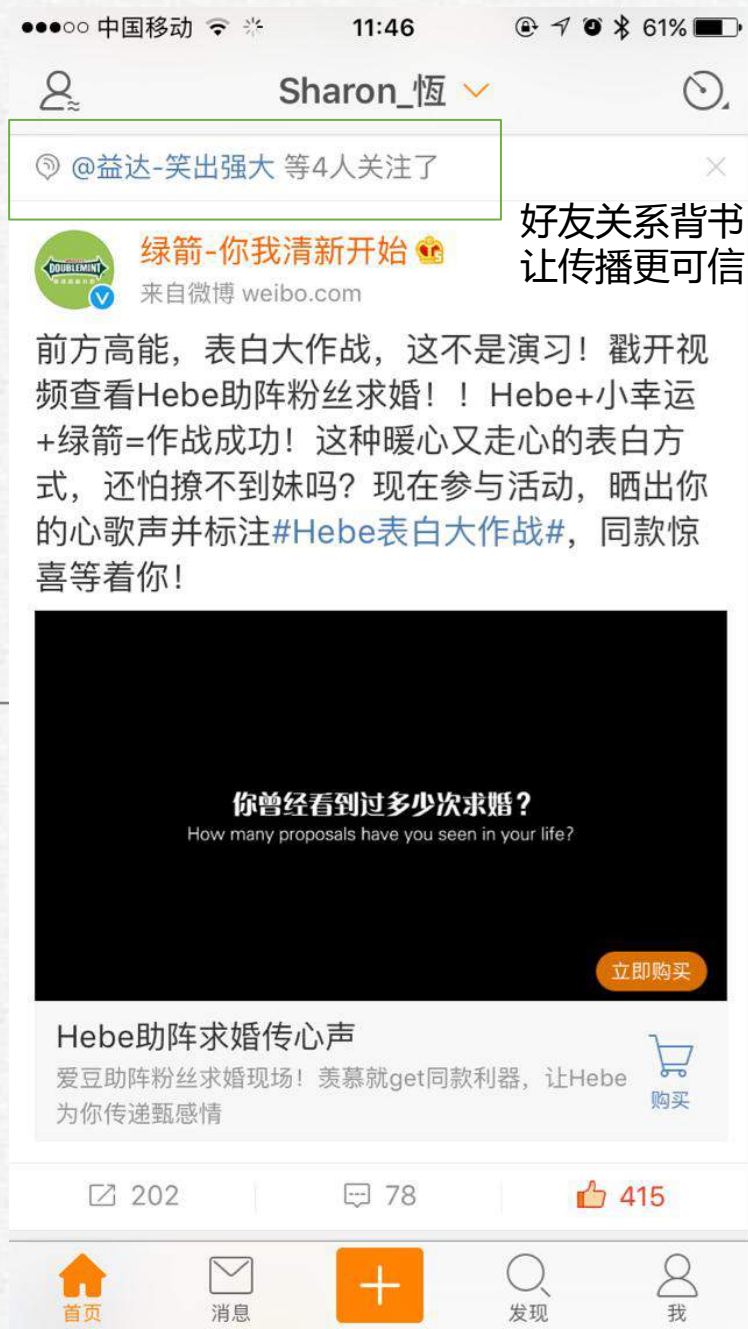 中国移动 11:46 61%
Sharon_恆
@益达-笑出强大 等4人关注了
好友关系背书
让传播更可信
绿箭-你我清新开始
DOUBLEMINT
来自微博 weibo.com
前方高能，表白大作战，这不是演习！戳开视
频查看Hebe助阵粉丝求婚！！Hebe+小幸运
+绿箭=作战成功！这种暖心又走心的表白方
式，还怕撩不到妹吗？现在参与活动，晒出你
的心歌声并标注#Hebe表白大作战#，同款惊
喜等着你！
你曾经看到过多少次求婚？
How many proposals have you seen in your life?
立即购买
Hebe助阵求婚传心声
爱豆助阵粉丝求婚现场！羡慕就get同款利器，让Hebe
为你传递甄感情
购买
202 78 415
首页 消息 发现 我